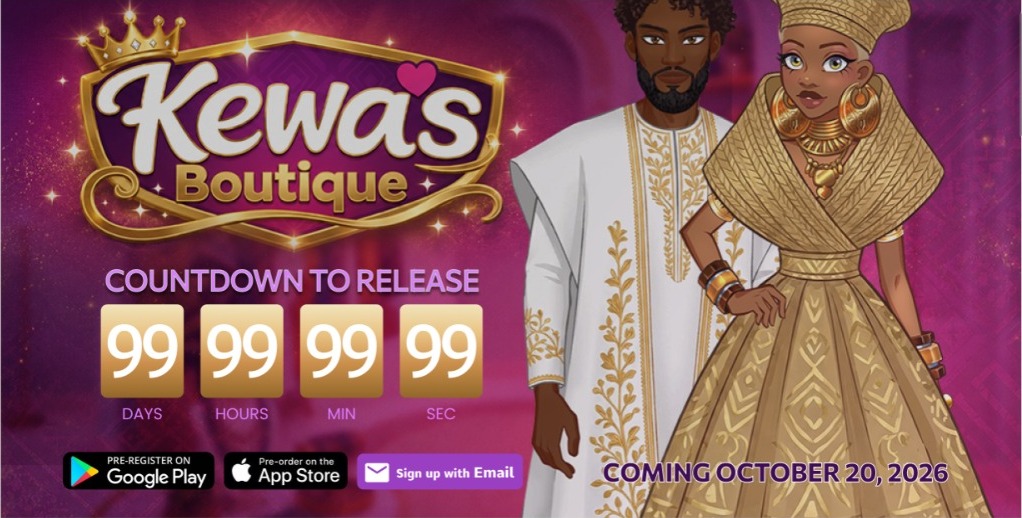 Kewa's
Boutique
COUNTDOWN TO RELEASE
99 99 99 99
DAYS HOURS MIN SEC
PRE-REGISTER ON
Google Play
Pre-order on the
App Store
Sign up with Email
COMING OCTOBER 20, 2026